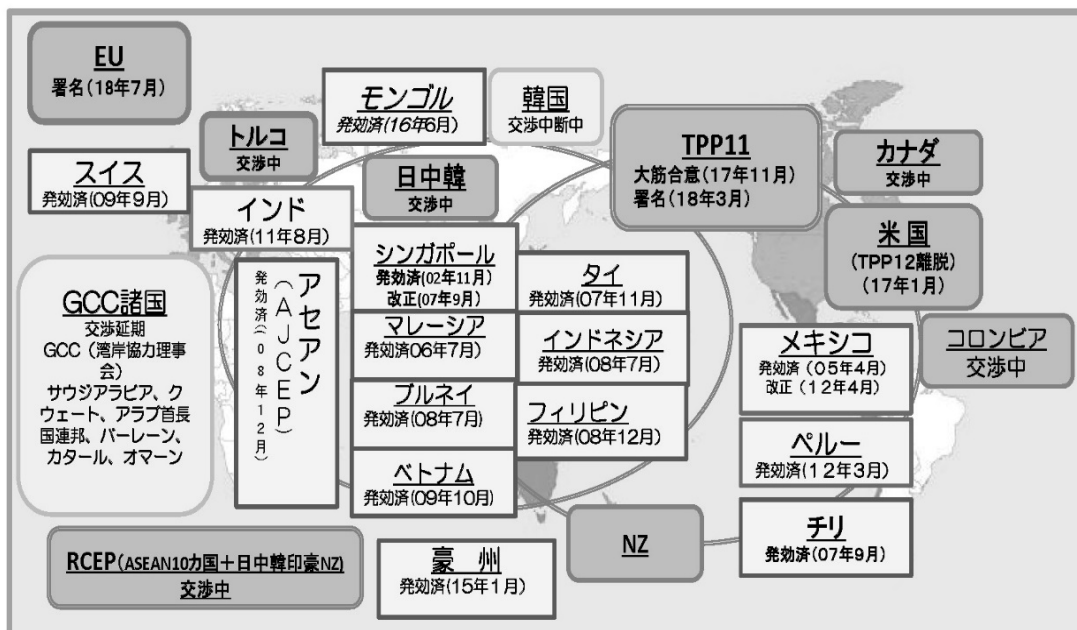 EU
署名(18年7月)
トルコ
交渉中
モンゴル
発効済(16年6月)
韓国
交渉中断中
TPP11
大筋合意(17年11月)
署名(18年3月)
カナダ
交渉中
スイス
発効済(09年9月)
インド
発効済(11年8月)
日中韓
交渉中
米国
(TPP12離脱)
(17年1月)
GCC諸国
交渉延期
GCC(湾岸協力理事
会)
サウジアラビア、ク
ウェート、アラブ首長
国連邦、バーレーン、
カタール、オマーン
アセアン
(AJCEP)
発効済(08年12月)
シンガポール
発効済(02年11月)
改正(07年9月)
タイ
発効済(07年11月)
マレーシア
発効済06年7月)
インドネシア
発効済(08年7月)
ブルネイ
発効済(08年7月)
フィリピン
発効済(08年12月)
ベトナム
発効済(09年10月)
メキシコ
発効済(05年4月)
改正(12年4月)
コロンビア
交渉中
ペルー
発効済(12年3月)
チリ
発効済(07年9月)
NZ
RCEP(ASEAN10カ国+日中韓印豪NZ)
交渉中
豪 州
発効済(15年1月)